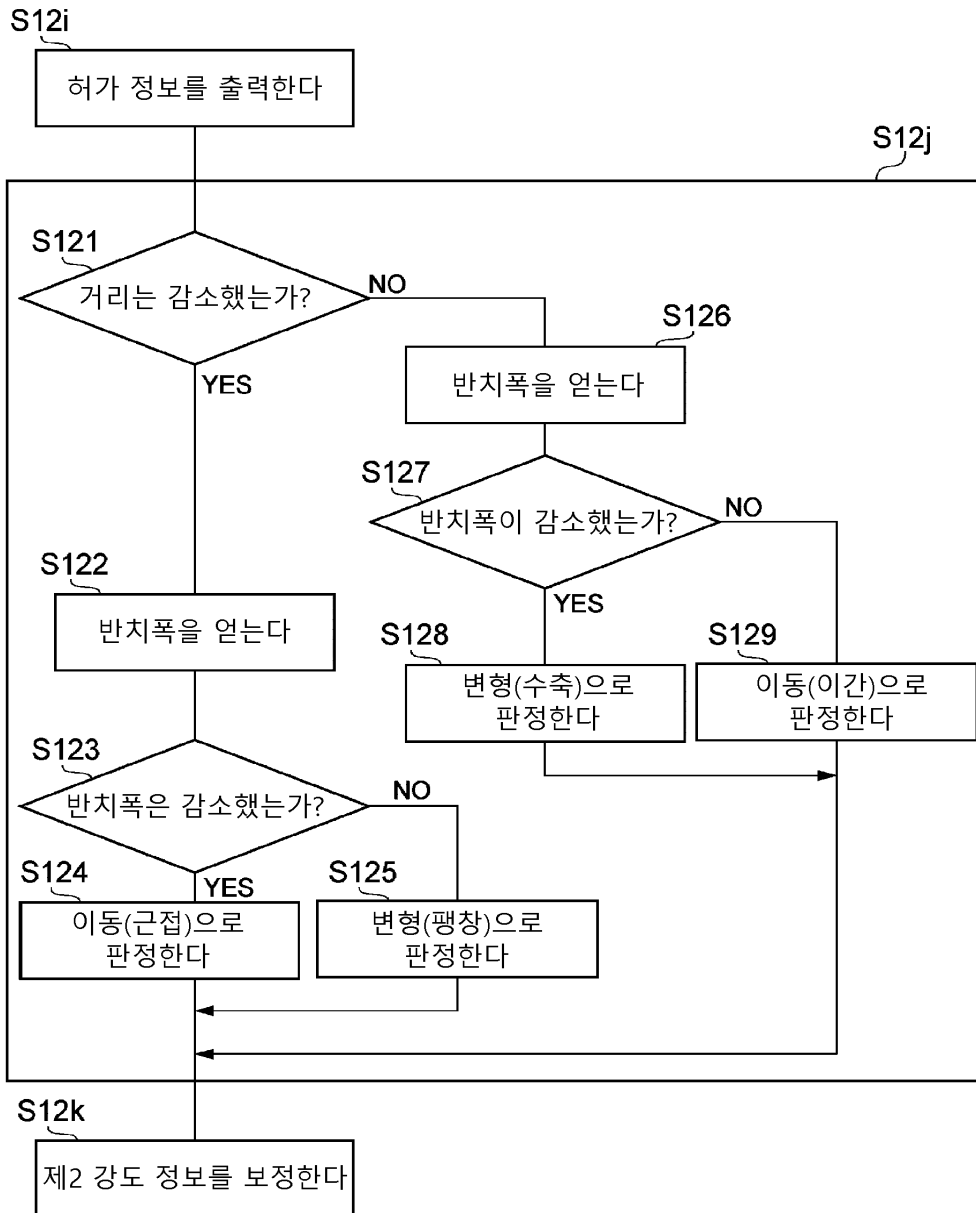 S12i
허가 정보를 출력한다
S12j
S121
거리는 감소했는가?
NO
YES
S126
반치폭을 얻는다
S127
반치폭이 감소했는가?
NO
YES
S122
반치폭을 얻는다
S128
변형(수축)으로
판정한다
S129
이동(이간)으로
판정한다
S123
반치폭은 감소했는가?
NO
YES
S124
이동(근접)으로
판정한다
S125
변형(팽창)으로
판정한다
S12k
제2 강도 정보를 보정한다